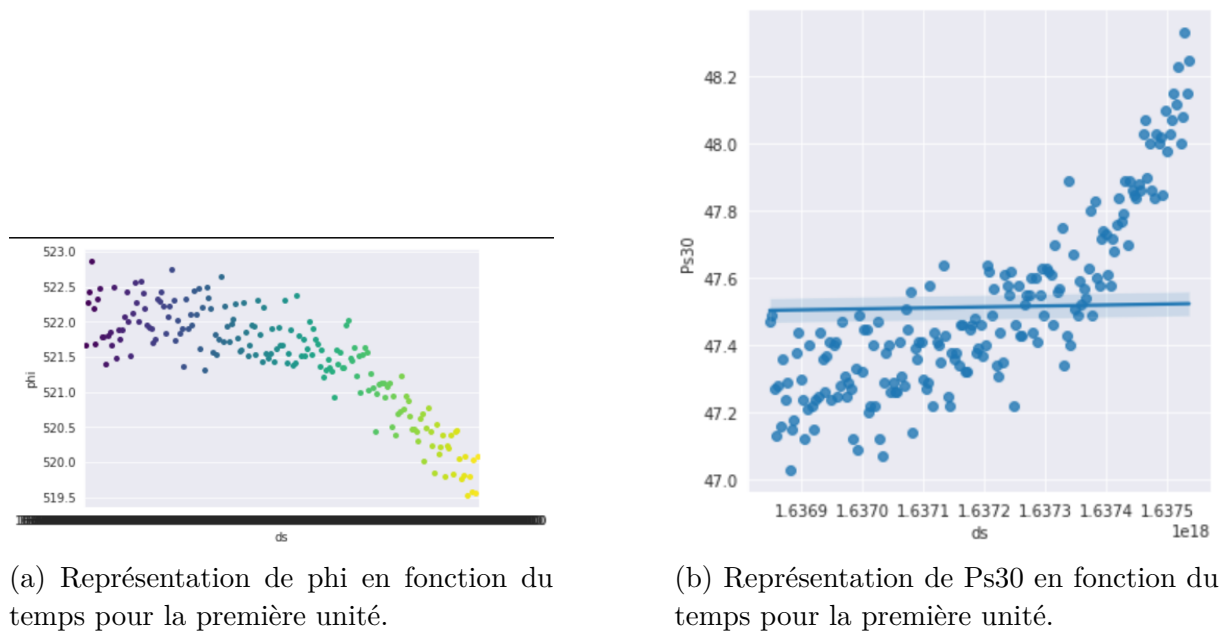 523.0
522.5
522.0
521.5
521.0
520.5
520.0
519.5
phi
ds
48.2
48.0
47.8
47.6
47.4
47.2
47.0
Ps30
1.6369 1.6370 1.6371 1.6372 1.6373 1.6374 1.6375
1e18
ds
(a) Représentation de phi en fonction du
temps pour la première unité.
(b) Représentation de Ps30 en fonction du
temps pour la première unité.